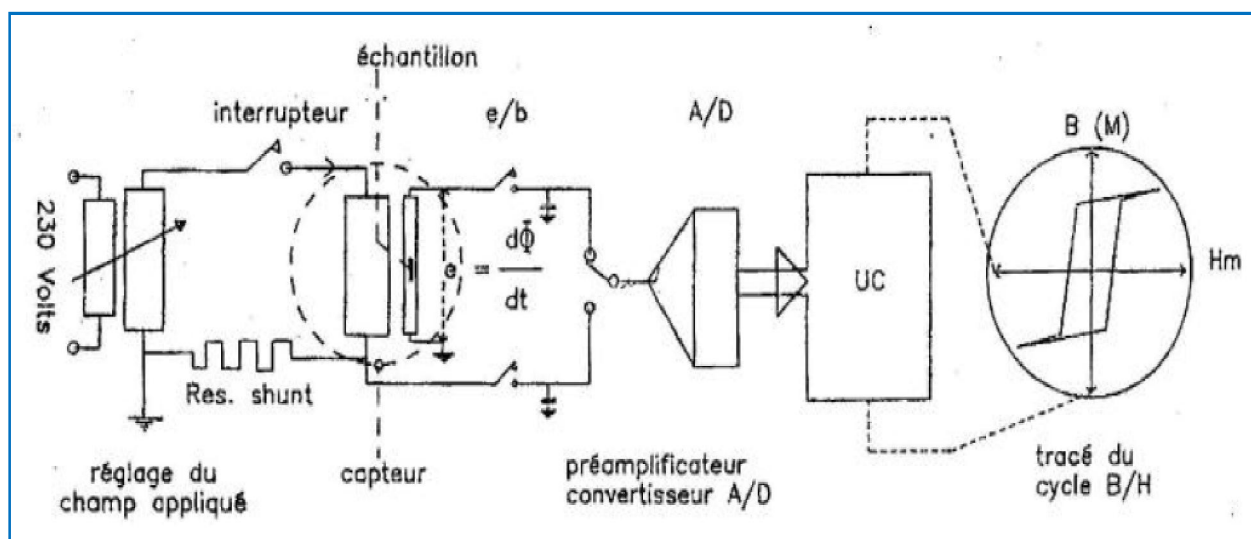 échantillon
interrupteur
e/b
A/D
B (M)
230 Volts
e = dΦ
dt
UC
Hm
Res. shunt
réglage du
champ appliqué
capteur
préamplificateur
convertisseur A/D
tracé du
cycle B/H